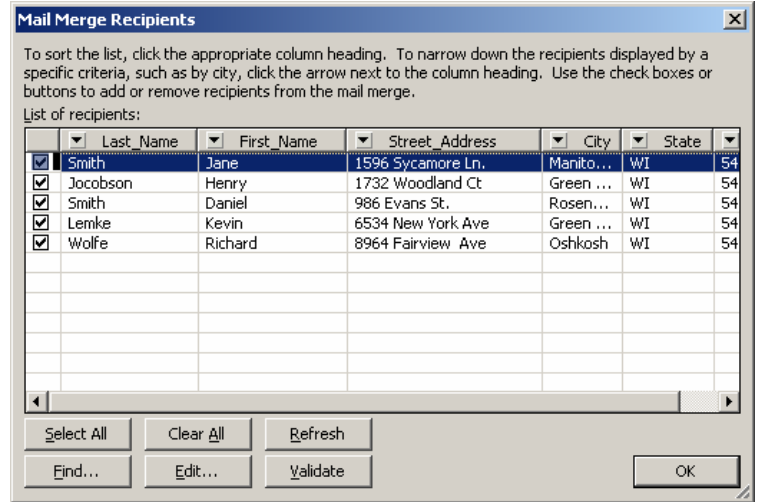 Mail Merge Recipients
To sort the list, click the appropriate column heading. To narrow down the recipients displayed by a
specific criteria, such as by city, click the arrow next to the column heading. Use the check boxes or
buttons to add or remove recipients from the mail merge.
List of recipients:
Last_Name First_Name Street_Address City State
Smith Jane 1596 Sycamore Ln. Manito... WI 54
Jocobson Henry 1732 Woodland Ct Green ... WI 54
Smith Daniel 986 Evans St. Rosen... WI 54
Lemke Kevin 6534 New York Ave Green ... WI 54
Wolfe Richard 8964 Fairview Ave Oshkosh WI 54
Select All Clear All Refresh
Find... Edit... Validate OK